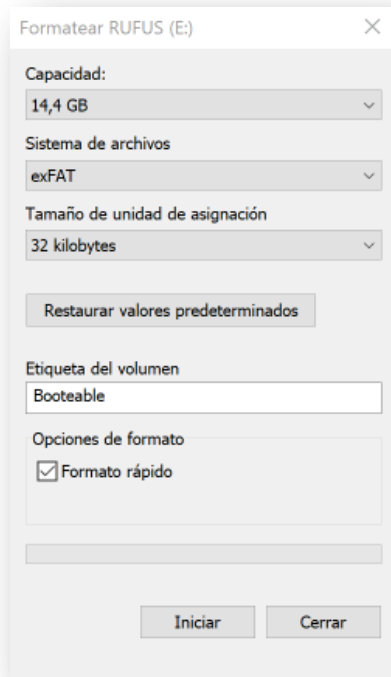 Formatear RUFUS (E:)
Capacidad:
14,4 GB
Sistema de archivos
exFAT
Tamaño de unidad de asignación
32 kilobytes
Restaurar valores predeterminados
Etiqueta del volumen
Booteable
Opciones de formato
Formato rápido
Iniciar Cerrar